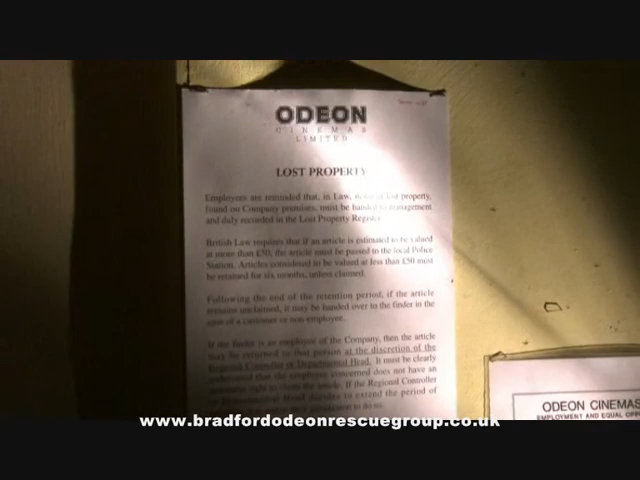 ODEON
CINEMAS
LIMITED
LOST PROPERTY
Employees are reminded that, in Law, lost property,
found on Company premises, must be handed to management
and duly recorded in the Lost Property Register
British Law requires that if an article is estimated to be valued
at more than £50, the article must be passed to the local Police
Station. Articles considered to be valued at less than £50 must
be retained for six months, unless claimed.
Following the end of the retention period, if the article
remains unclaimed, it may be handed over to the finder in the
case of a customer or non-employee.
If the finder is an employee of the Company, then the article
may be returned to that person at the discretion of the
Regional Controller or Departmental Head. It must be clearly
understood that the employee concerned does not have an
automatic right to claim the article. If the Regional Controller
or Departmental Head decides to extend the period of
ODEON CINEMAS
EMPLOYMENT AND EQUAL OPP
www.bradfordodeonrescuegroup.co.uk